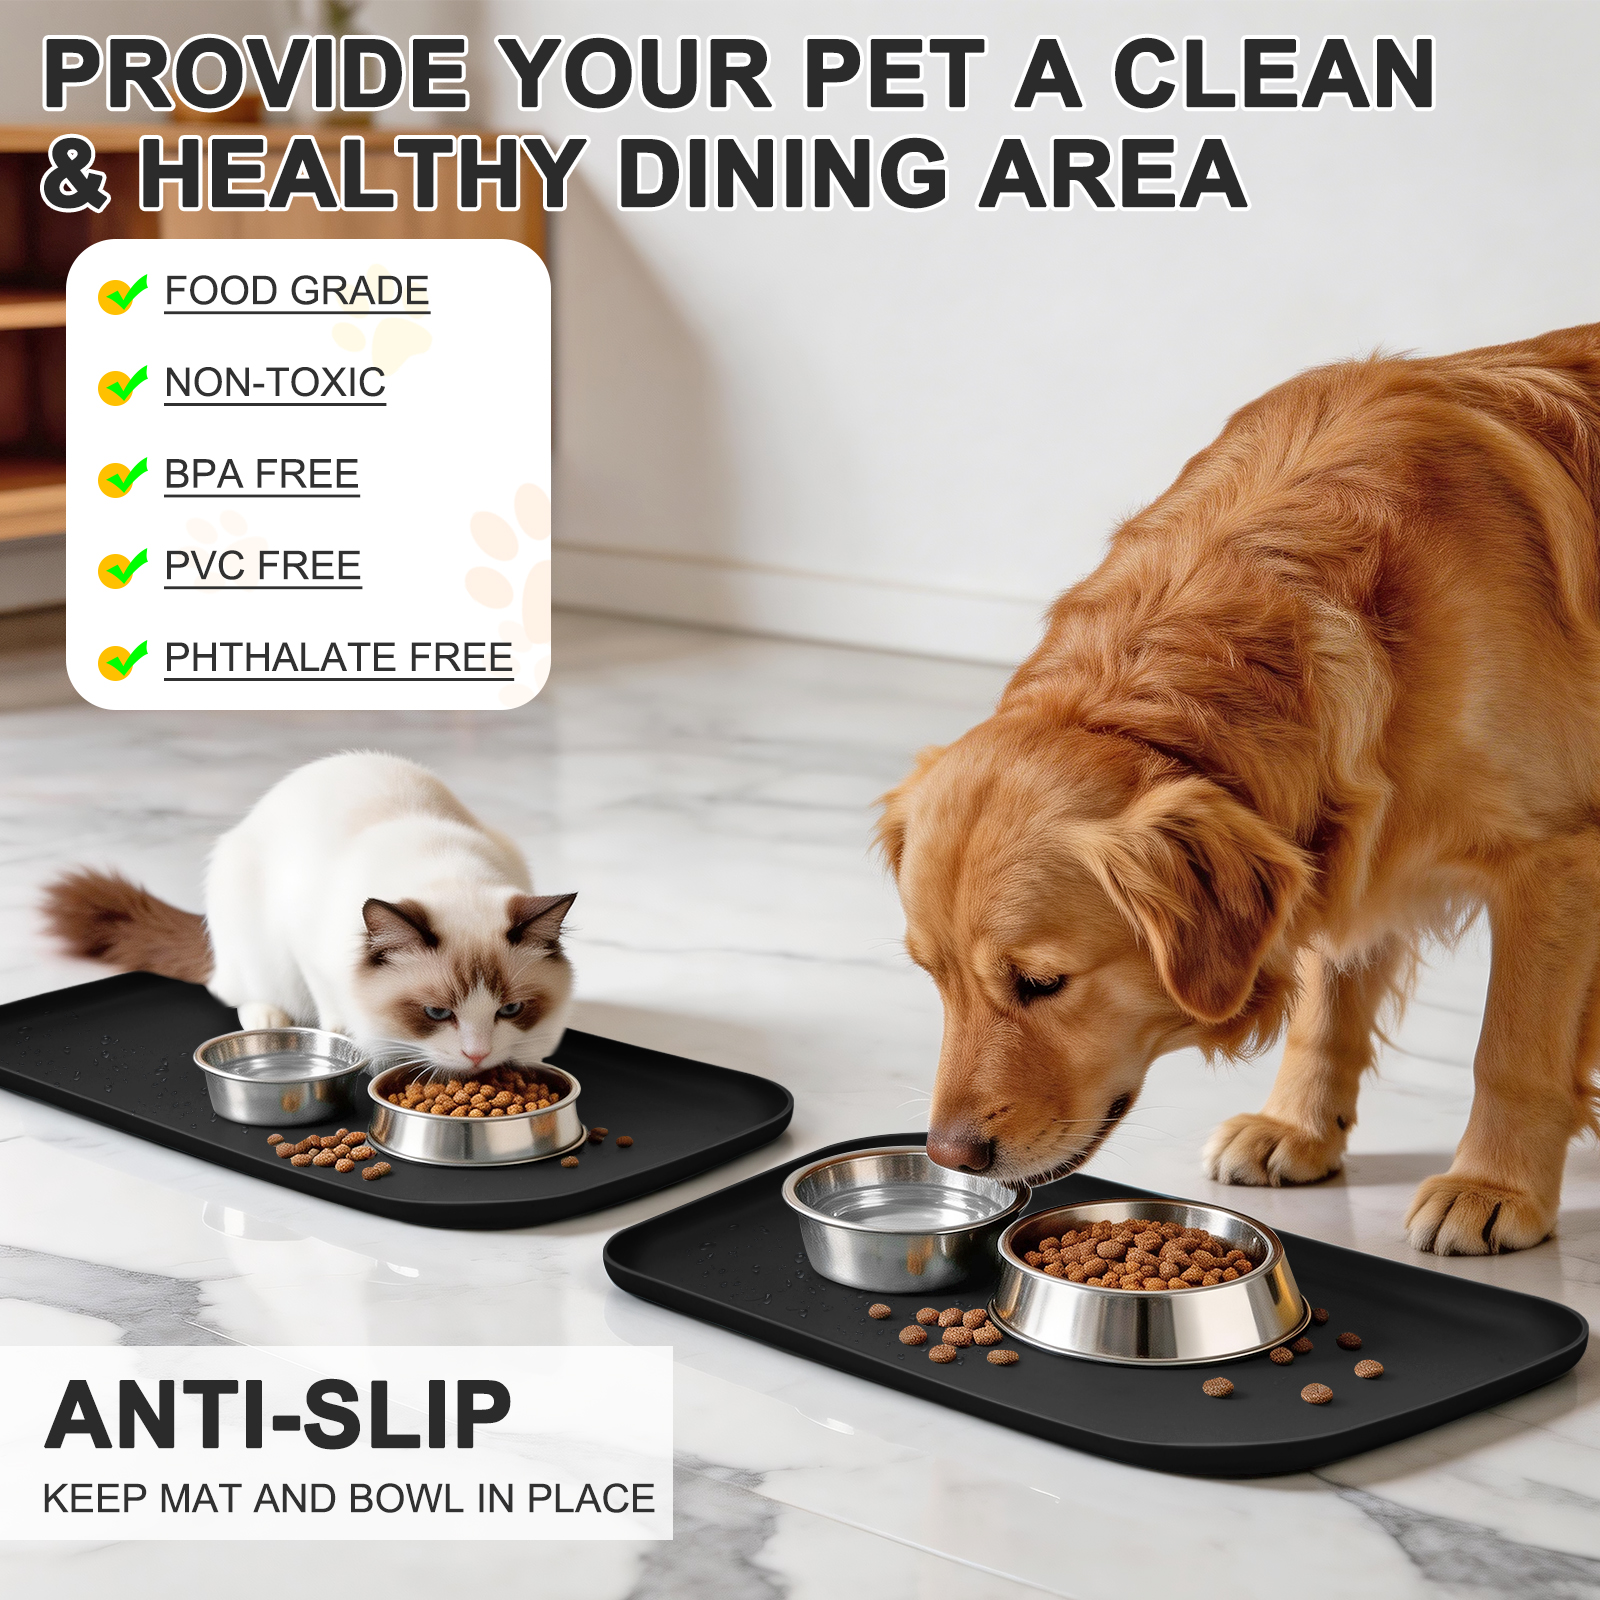 PROVIDE YOUR PET A CLEAN
& HEALTHY DINING AREA
FOOD GRADE
NON-TOXIC
BPA FREE
PVC FREE
PHTHALATE FREE
ANTI-SLIP
KEEP MAT AND BOWL IN PLACE